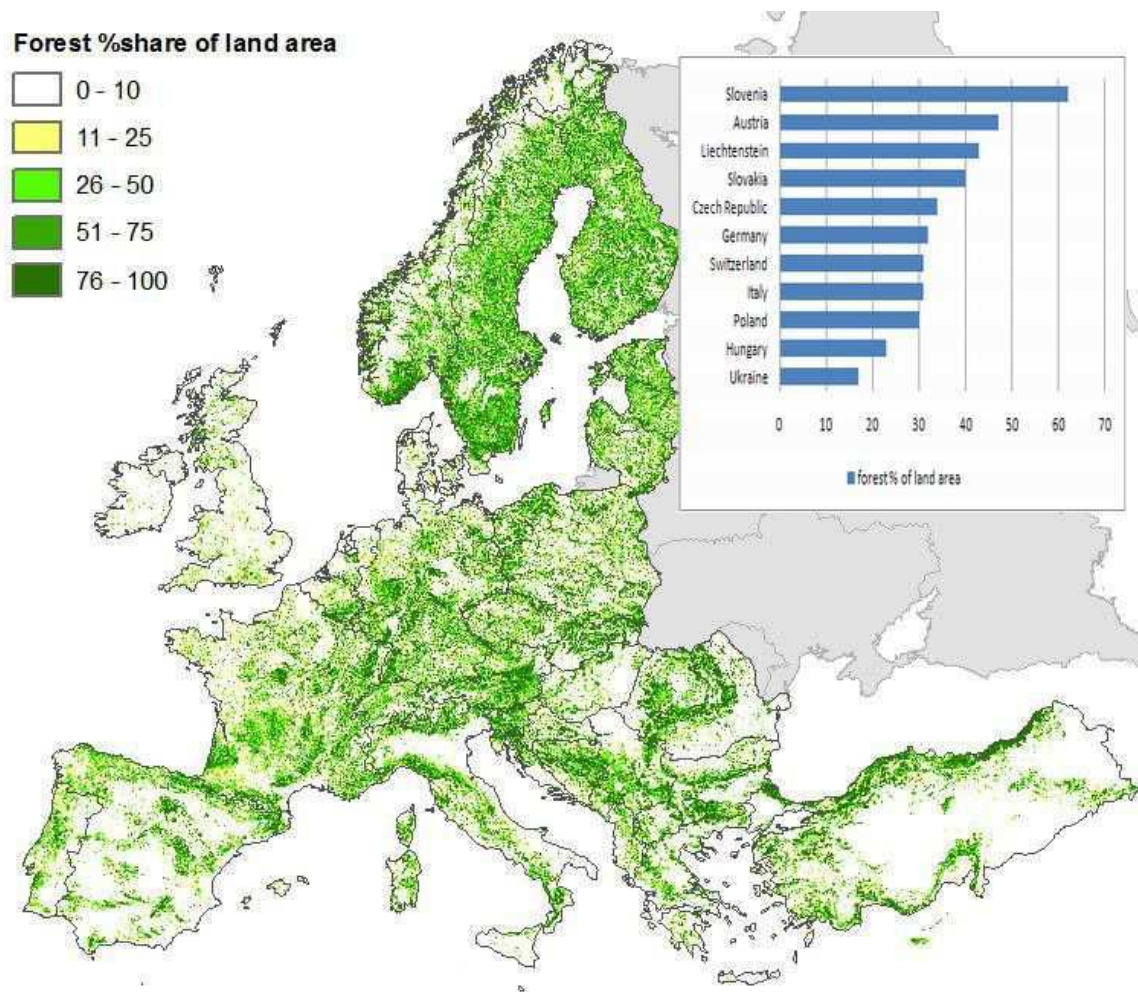 Forest %share of land area
0 - 10
11 - 25
26 - 50
51 - 75
76 - 100
Slovenia
Austria
Liechtenstein
Slovakia
Czech Republic
Germany
Switzerland
Italy
Poland
Hungary
Ukraine
0 10 20 30 40 50 60 70
forest % of land area